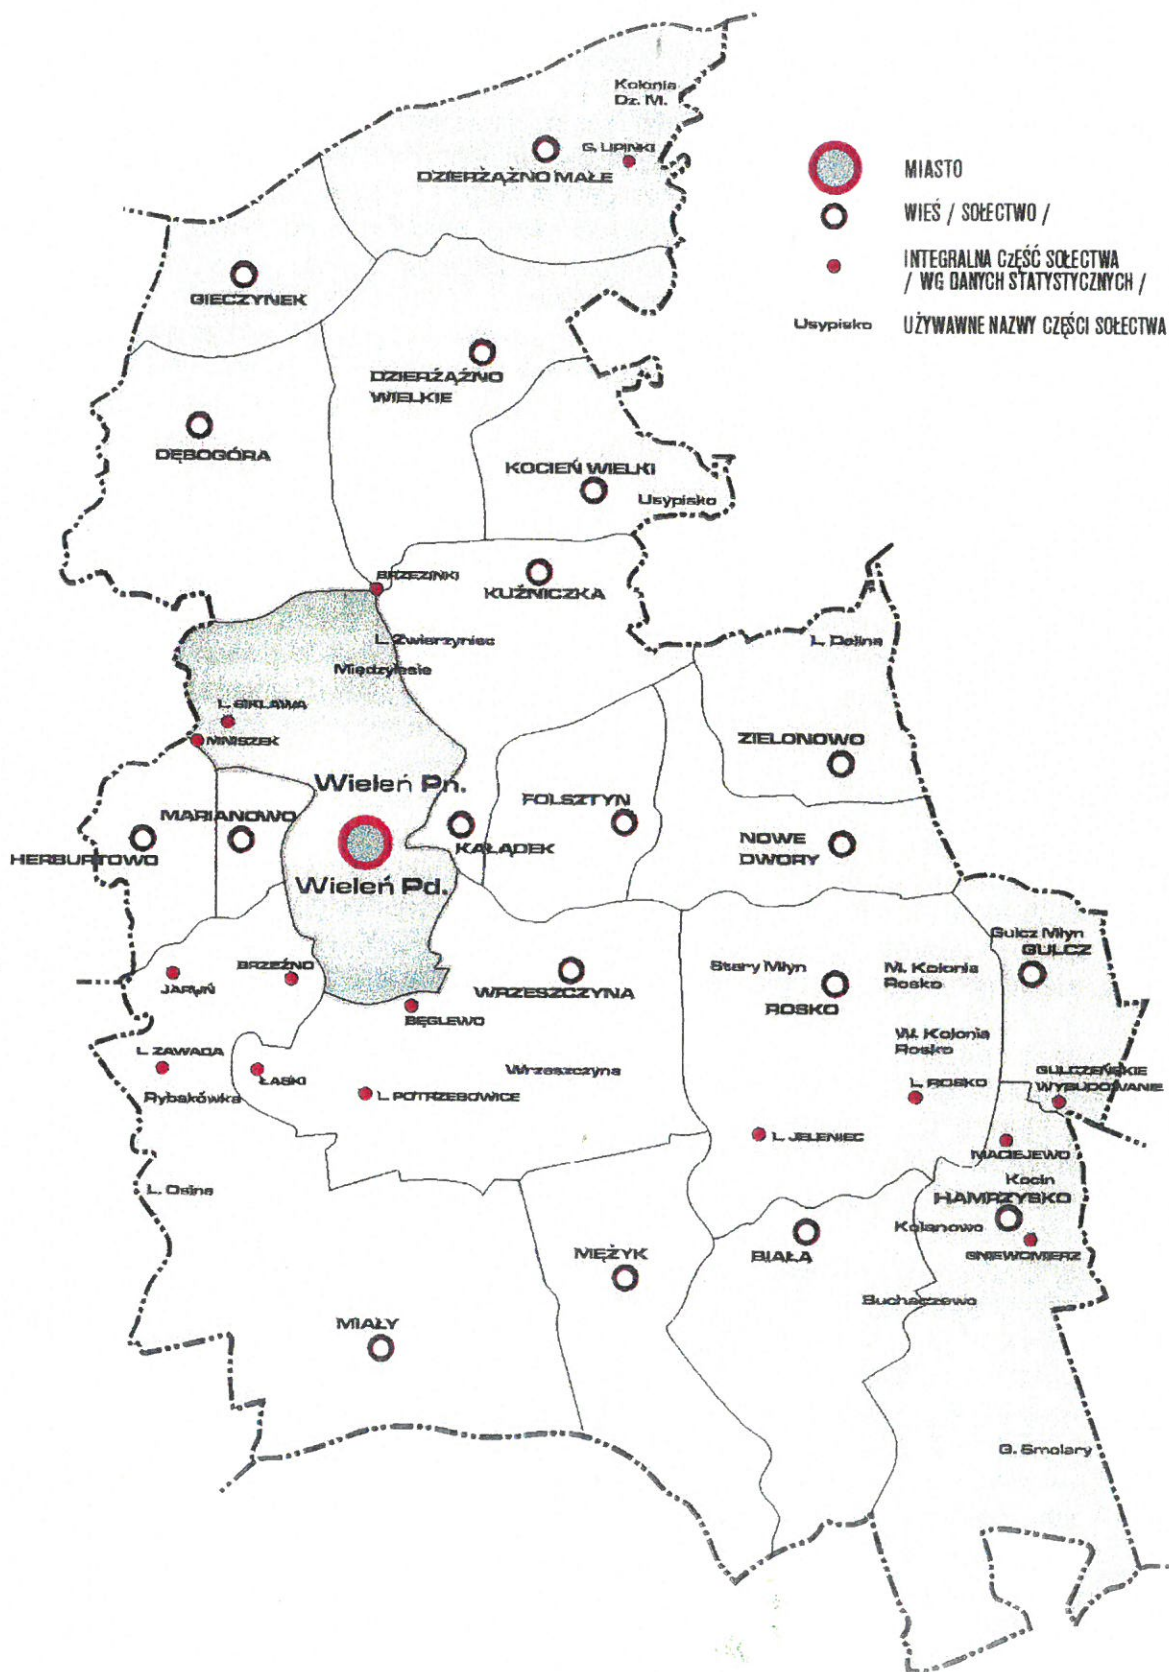 Kolonia
Dz. M.
G. LIPINKI
DZIERŻĄŻNO MAŁE
MIASTO
WIEŚ / SOŁECTWO /
INTEGRALNA CZĘŚĆ SOŁECTWA
/ WG DANYCH STATYSTYCZNYCH /
Usypisko
UŻYWAWNE NAZWY CZĘŚCI SOŁECTWA
GIECZYNEK
DZIERŻĄŻNO
WIELKIE
DĘBOGÓRA
KOCIEŃ WIELKI
Usypisko
BRZEZINKI
KUŹNICZKA
L. Zwierzyniec
Międzylesie
L. Dolina
MNISZEK
ZIELONOWO
Wieleń Pn.
FOLSZTYN
MARIANOWO
HERBURTOWO
KAŁĄDEK
NOWE
DWORY
Wieleń Pd.
Gulcz Młyn
GULCZ
BRZEŹNO
JARYŃ
WRZESZCZYNA
Stary Młyn
M. Kolonia
Rosko
ROSKO
BĘGLEWO
W. Kolonia
Rosko
L. ZAWADA
ŁASKI
Rybakówka
Wrzeszczyna
L. POTRZEBOWICE
L. ROSKO
GULCZEŃSKIE
WYBUDOWANIE
L. JELENIEC
MACIEJEWO
Kocin
HAMRZYSKO
L. Osina
Kolanowo
GNIEWOMIERZ
MĘŻYK
BIAŁA
Buchaczewo
MIAŁY
G. Smolary